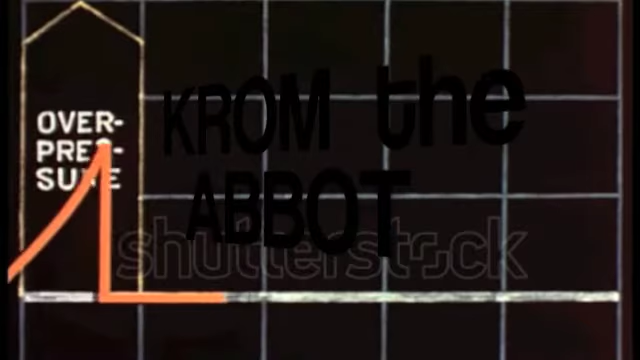 OVER-
PRES-
SURE
KROM the
ABBOT
shutterstock